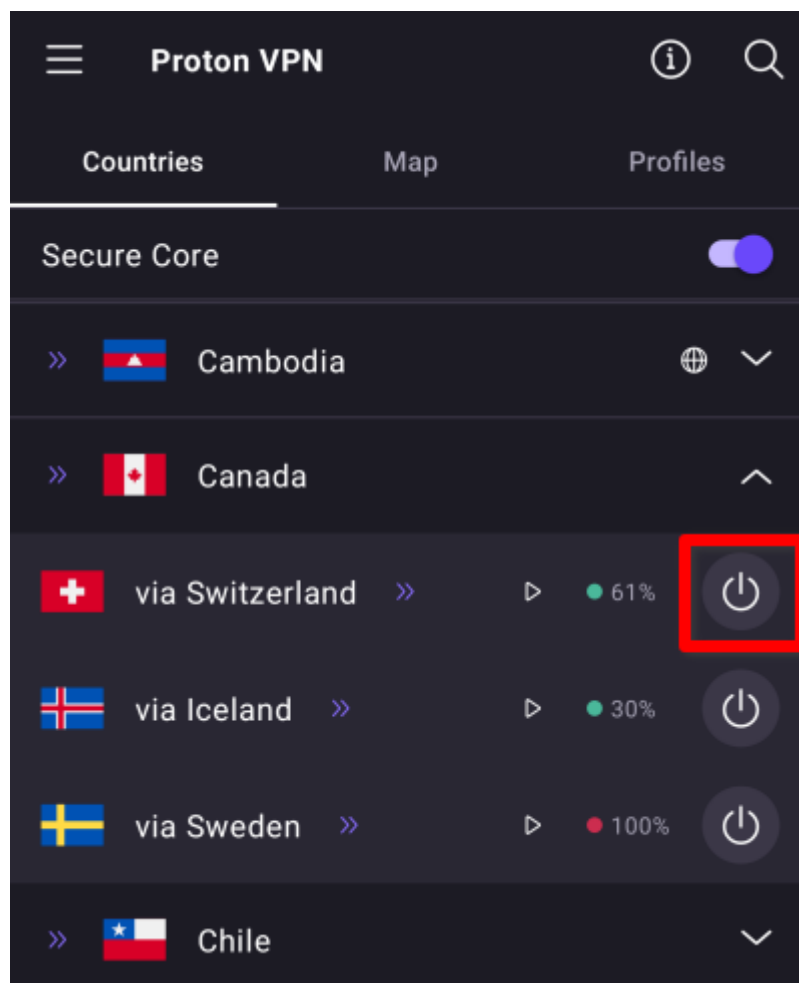 Proton VPN
Countries Map Profiles
Secure Core
Cambodia
Canada
via Switzerland 61%
via Iceland 30%
via Sweden 100%
Chile